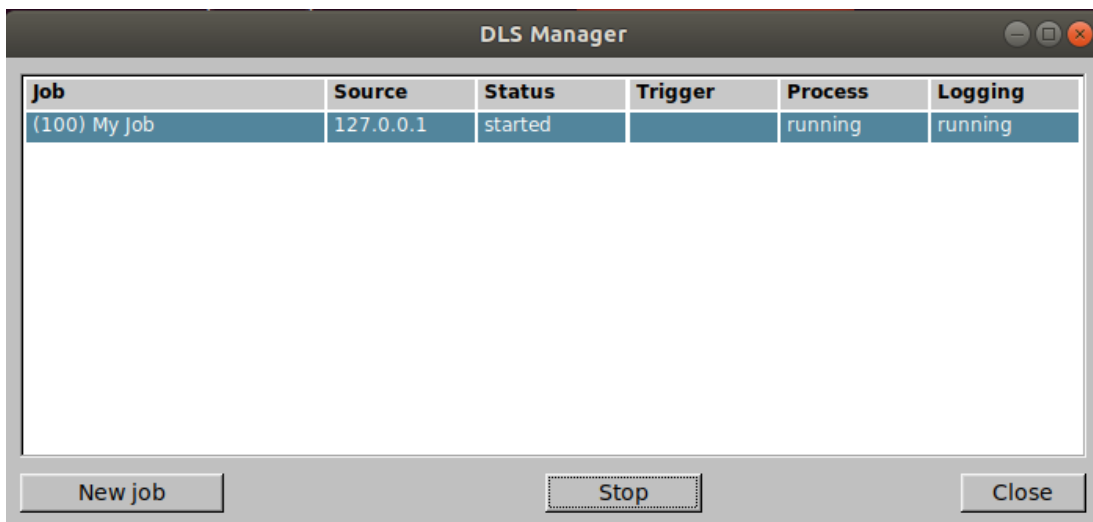 DLS Manager
Job Source Status Trigger Process Logging
(100) My Job 127.0.0.1 started running running
New job Stop Close